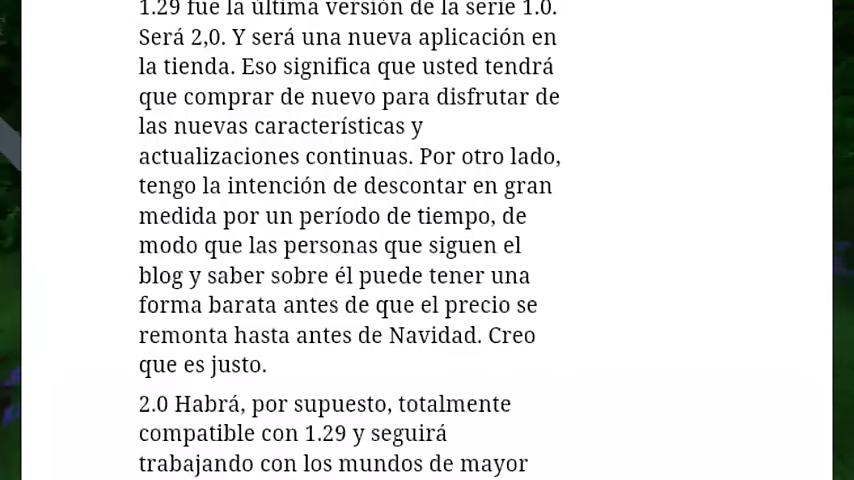 1.29 fue la última versión de la serie 1.0.
Será 2,0. Y será una nueva aplicación en
la tienda. Eso significa que usted tendrá
que comprar de nuevo para disfrutar de
las nuevas características y
actualizaciones continuas. Por otro lado,
tengo la intención de descontar en gran
medida por un período de tiempo, de
modo que las personas que siguen el
blog y saber sobre él puede tener una
forma barata antes de que el precio se
remonta hasta antes de Navidad. Creo
que es justo.
2.0 Habrá, por supuesto, totalmente
compatible con 1.29 y seguirá
trabajando con los mundos de mayor